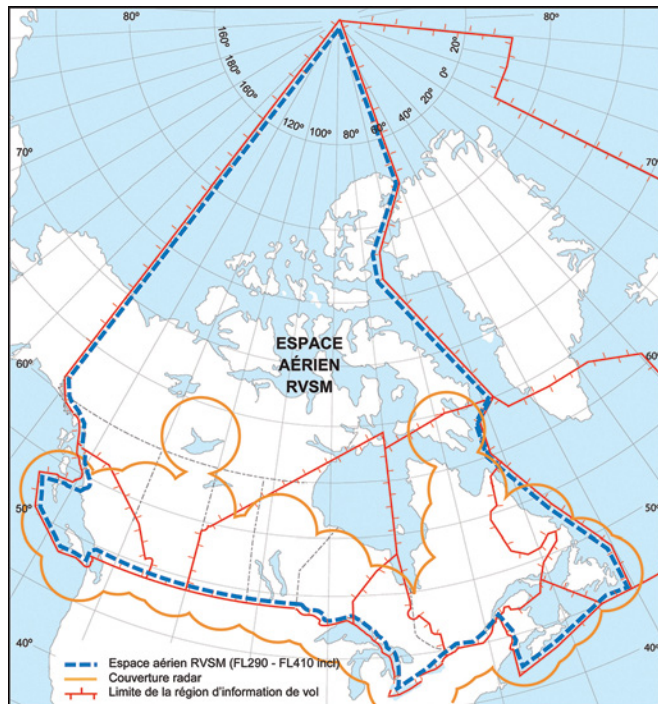 80º
80º
160º
180º
160º
140º
120º
100º
80º
60º
40º
20º
0º
20º
70º
70º
60º
60º
50º
50º
40º
40º
ESPACE
AÉRIEN
RVSM
Espace aérien RVSM (FL290 - FL410 incl)
Couverture radar
Limite de la région d'information de vol